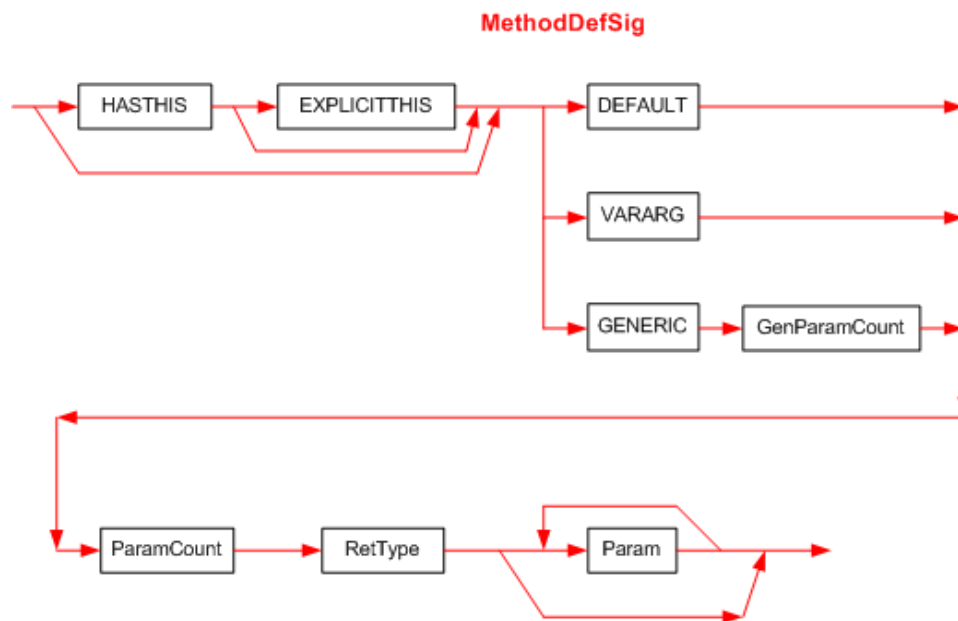 MethodDefSig
HASTHIS EXPLICITTHIS DEFAULT
VARARG
GENERIC GenParamCount
ParamCount RetType Param